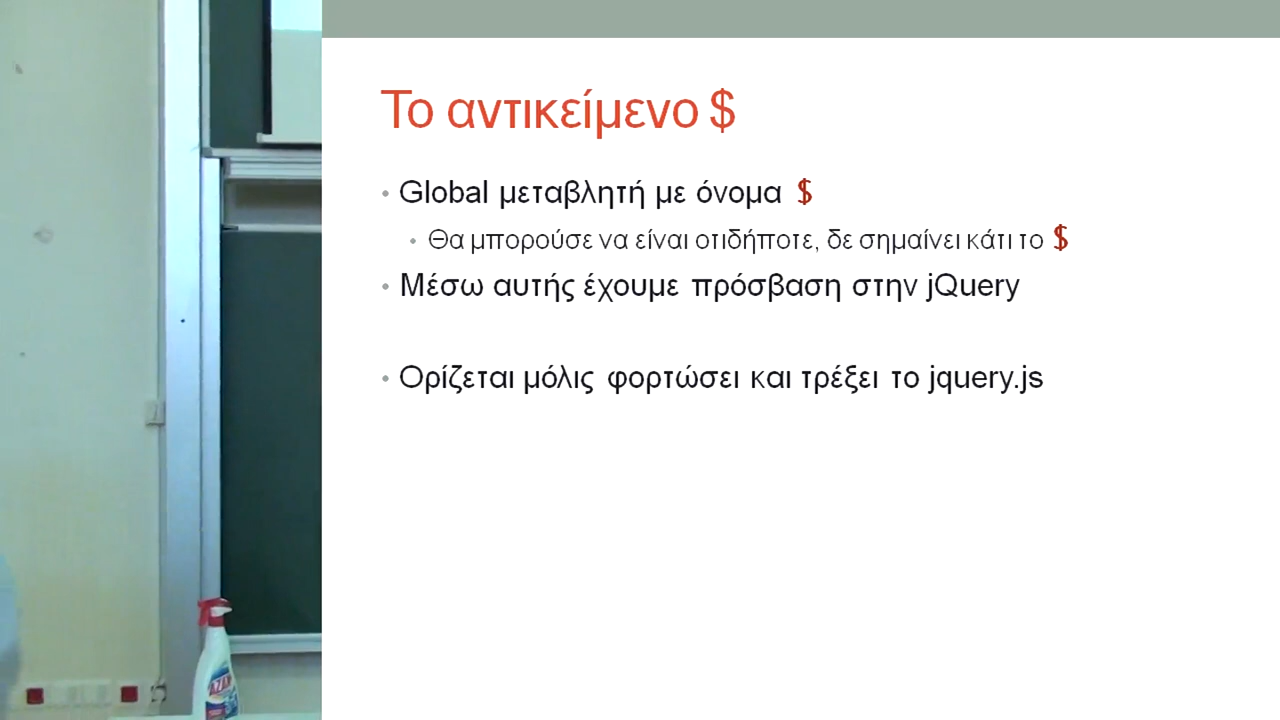 Το αντικείμενο $
• Global μεταβλητή με όνομα $
• Θα μπορούσε να είναι οτιδήποτε, δε σημαίνει κάτι το $
• Μέσω αυτής έχουμε πρόσβαση στην jQuery
• Ορίζεται μόλις φορτώσει και τρέξει το jquery.js